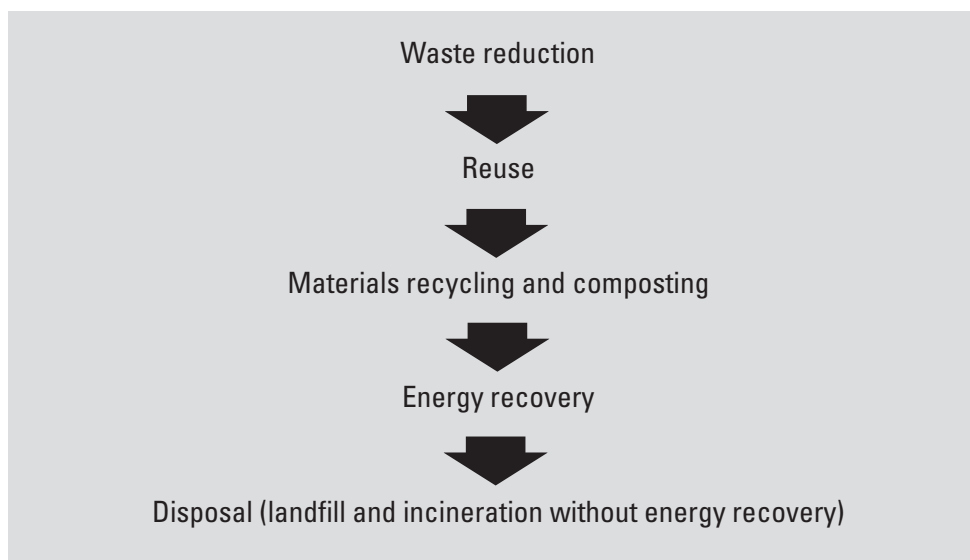 Waste reduction
Reuse
Materials recycling and composting
Energy recovery
Disposal (landfill and incineration without energy recovery)